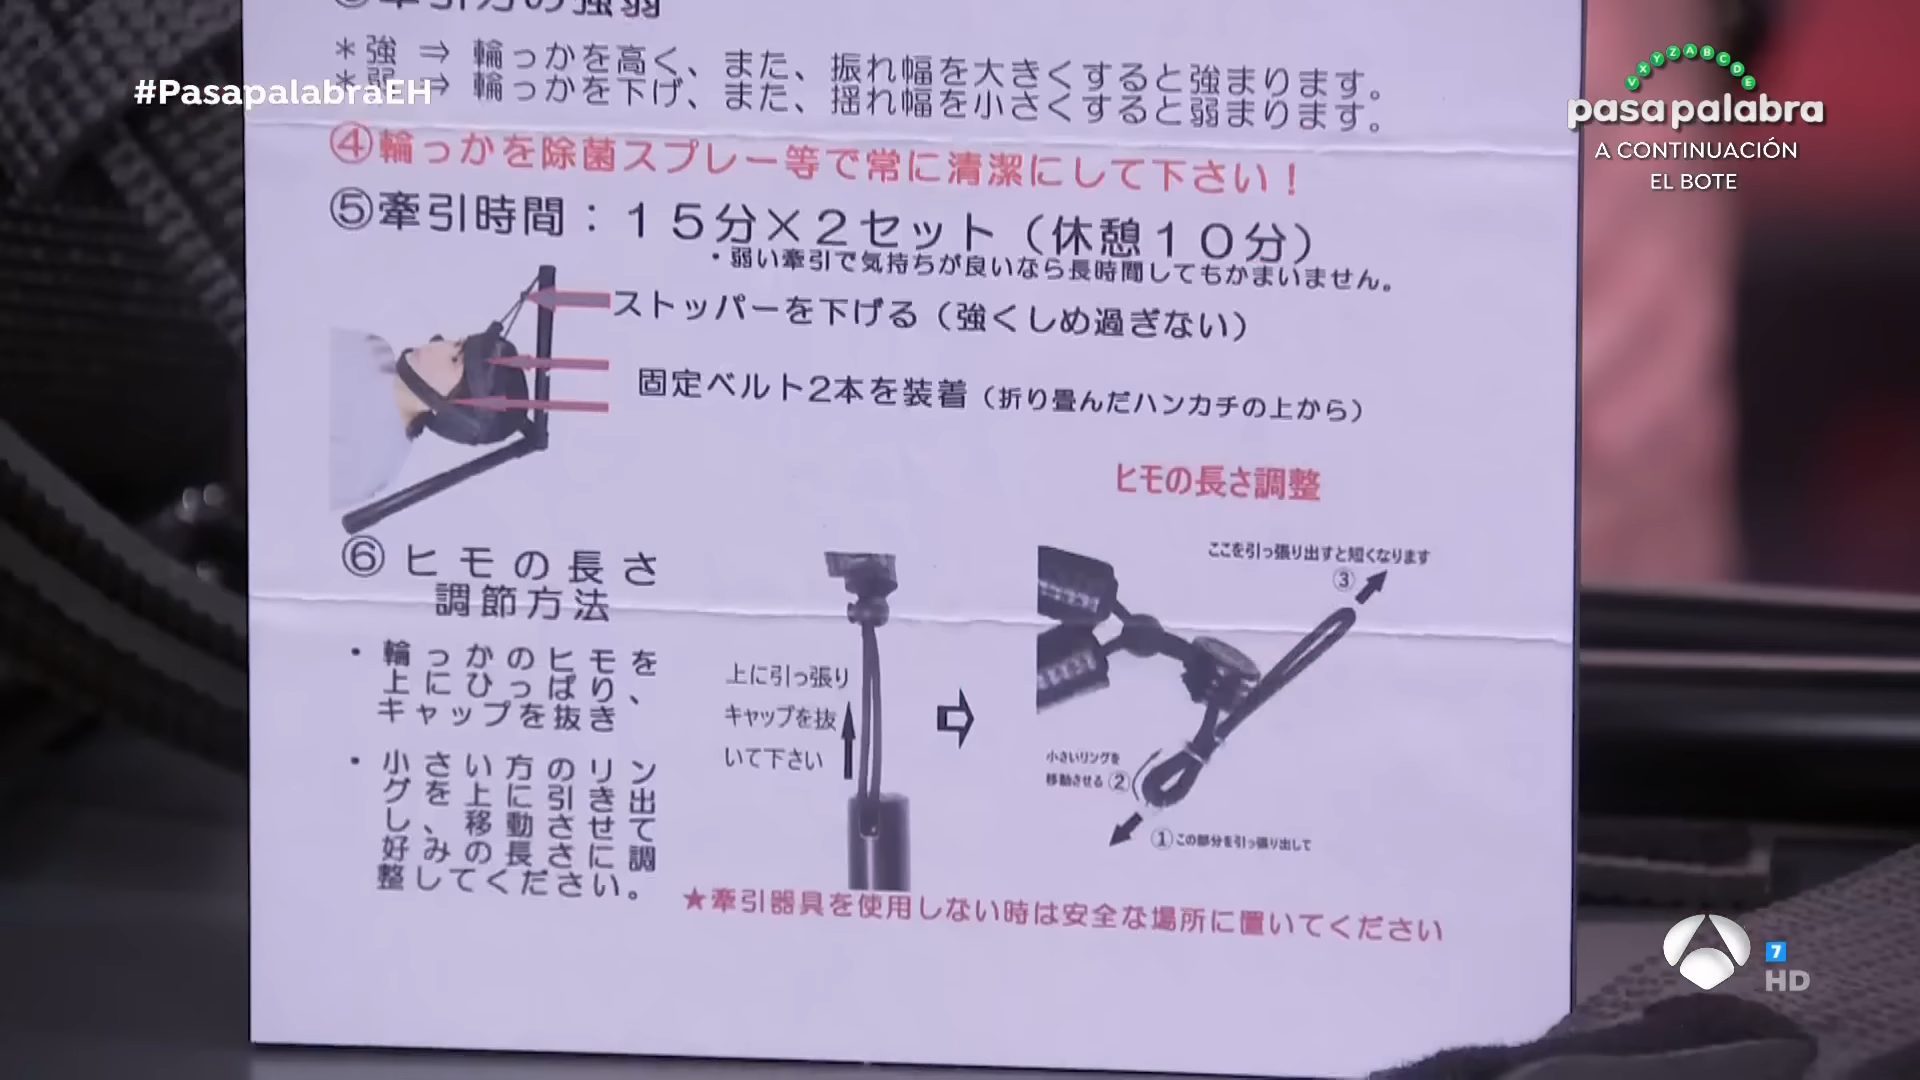 ③牽引力の強弱
＊強 ⇒ 輪っかを高く、また、振れ幅を大きくすると強まります。
＊弱 ⇒ 輪っかを下げ、また、揺れ幅を小さくすると弱まります。
#PasapalabraEH
V X Y Z A B C D E
pasapalabra
A CONTINUACIÓN
EL BOTE
④輪っかを除菌スプレー等で常に清潔にして下さい！
⑤牽引時間：１５分×２セット（休憩１０分）
・弱い牽引で気持ちが良いなら長時間してもかまいません。
ストッパーを下げる（強くしめ過ぎない）
固定ベルト2本を装着（折り畳んだハンカチの上から）
ヒモの長さ調整
⑥ヒモの長さ
調節方法
・輪っかのヒモを
上にひっぱり、
キャップを抜き
・小さい方のリン
グを上に引き出
し、移動させて
好みの長さに調
整してください。
上に引っ張り
キャップを抜
いて下さい
ここを引っ張り出すと短くなります
③
小さいリングを
移動させる②
①この部分を引っ張り出して
★牽引器具を使用しない時は安全な場所に置いてください
7
HD